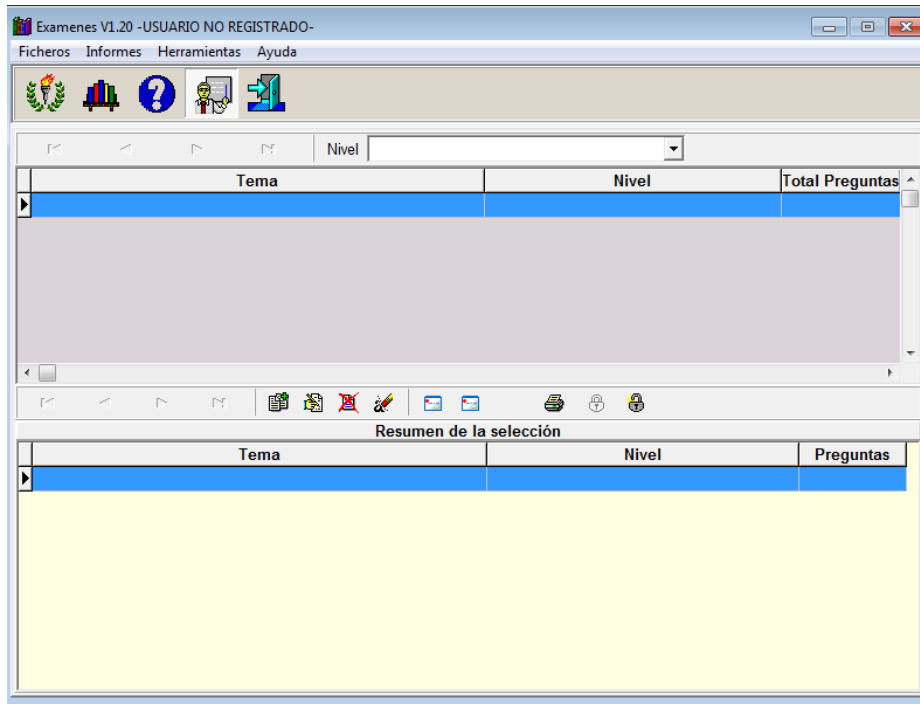 Examenes V1.20 -USUARIO NO REGISTRADO-
Ficheros Informes Herramientas Ayuda
Nivel
Tema Nivel Total Preguntas
Resumen de la selección
Tema Nivel Preguntas